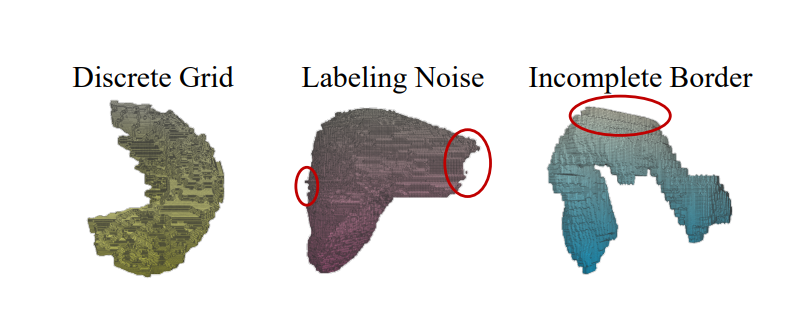 Discrete Grid
Labeling Noise
Incomplete Border